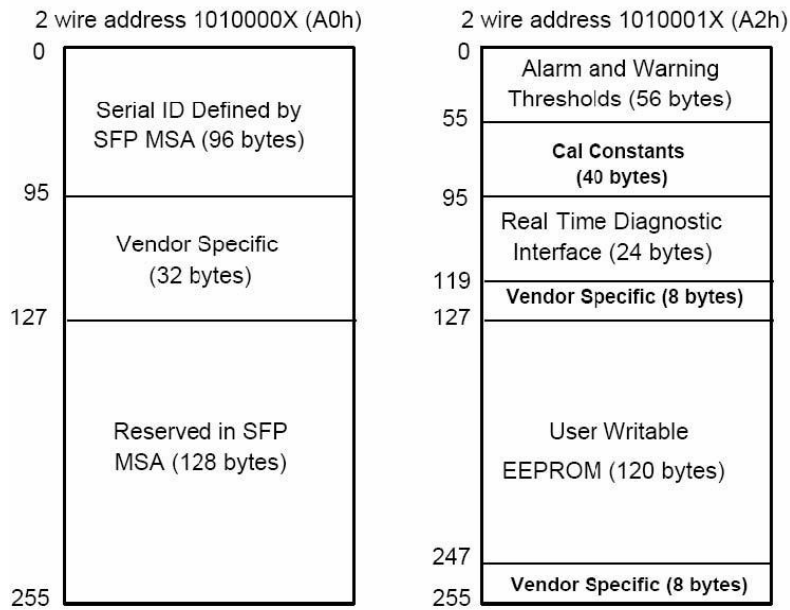 2 wire address 1010000X (A0h)
0
Serial ID Defined by
SFP MSA (96 bytes)
95
Vendor Specific
(32 bytes)
127
Reserved in SFP
MSA (128 bytes)
255
2 wire address 1010001X (A2h)
0
Alarm and Warning
Thresholds (56 bytes)
55
Cal Constants
(40 bytes)
95
Real Time Diagnostic
Interface (24 bytes)
119
Vendor Specific (8 bytes)
127
User Writable
EEPROM (120 bytes)
247
Vendor Specific (8 bytes)
255